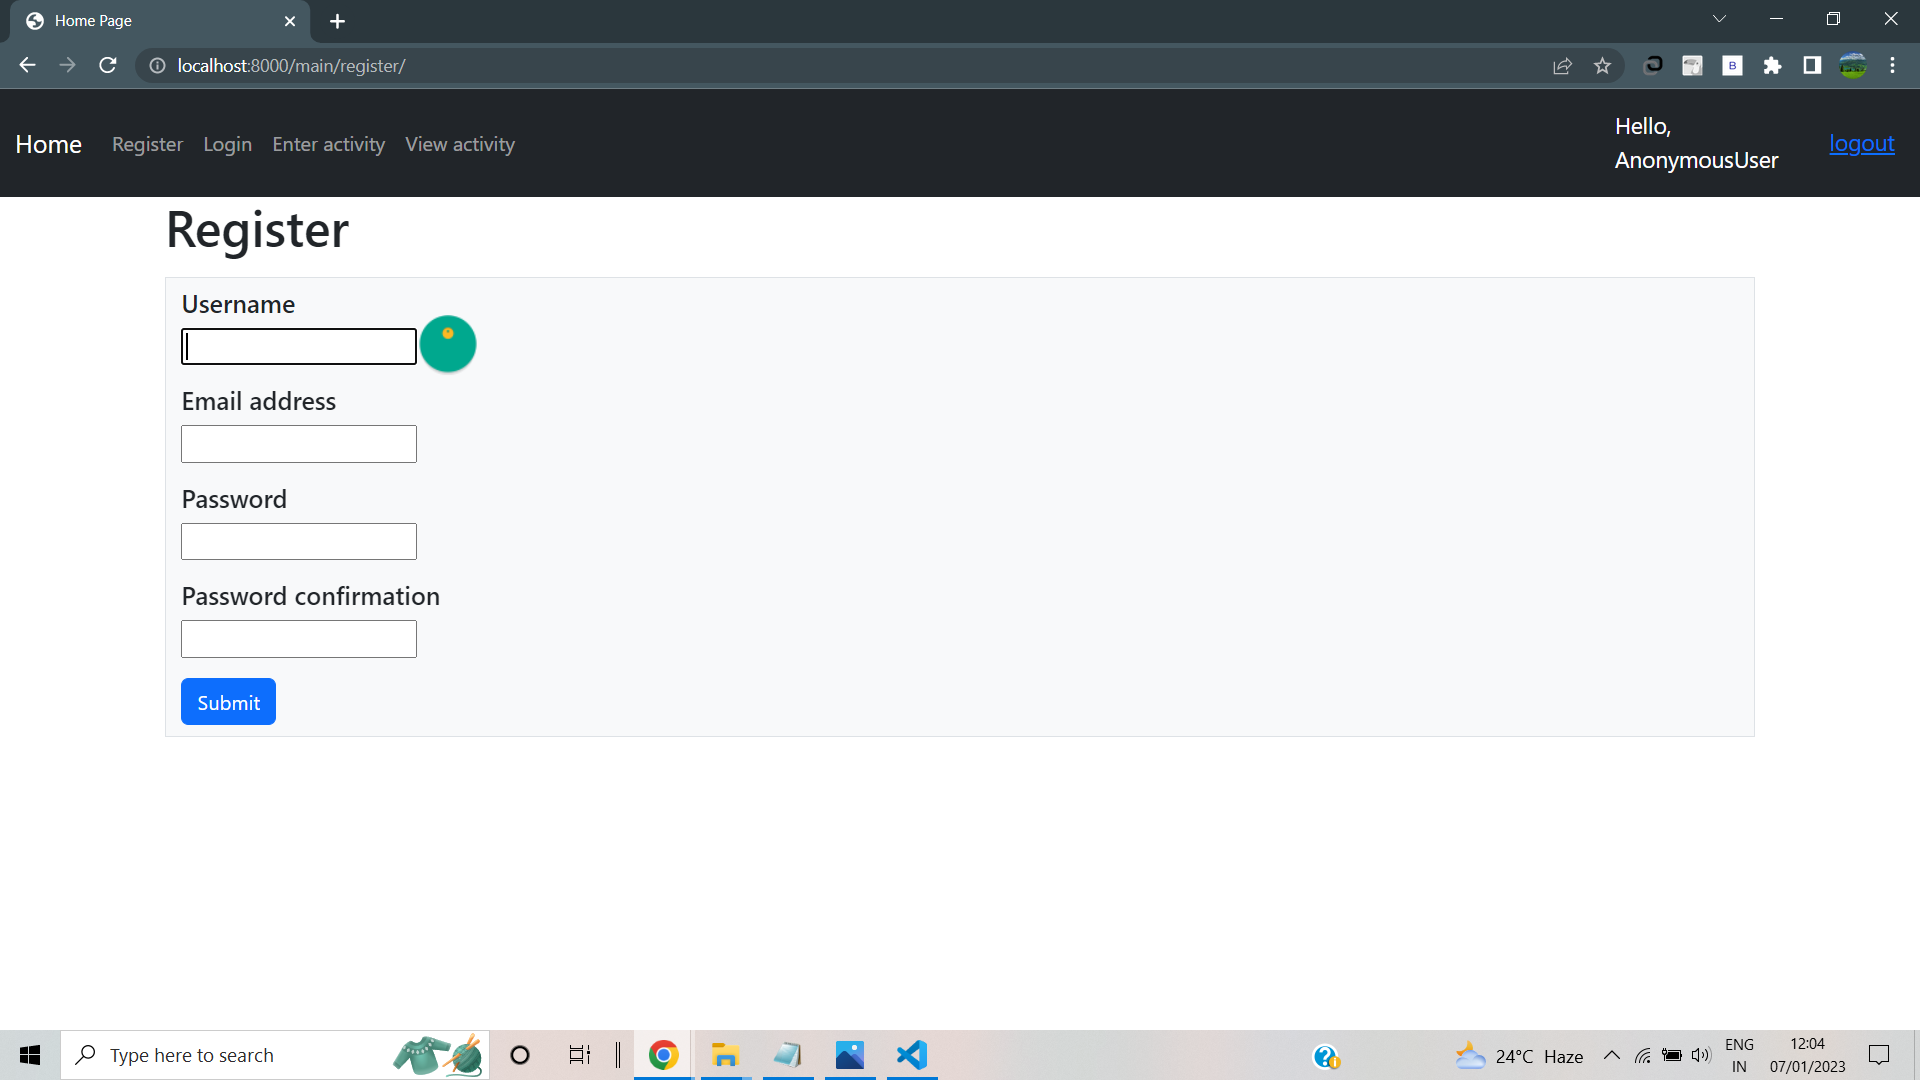 Home Page
localhost:8000/main/register/
B
Home Register Login Enter activity View activity
Hello,
AnonymousUser
logout
Register
Username
Email address
Password
Password confirmation
Submit
Type here to search
24°C Haze
ENG
IN
12:04
07/01/2023